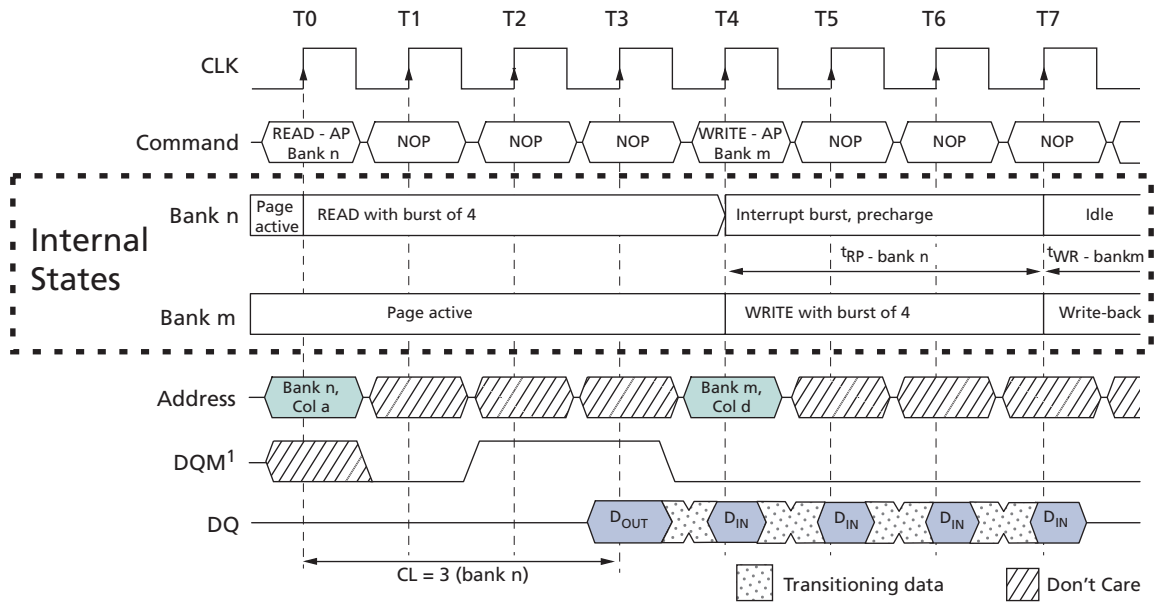 T0 T1 T2 T3 T4 T5 T6 T7
CLK
Command READ - AP Bank n NOP NOP NOP WRITE - AP Bank m NOP NOP NOP
Internal States
Bank n Page active READ with burst of 4 Interrupt burst, precharge Idle
tRP - bank n tWR - bankm
Bank m Page active WRITE with burst of 4 Write-back
Address Bank n, Col a Bank m, Col d
DQM1
DQ DOUT DIN DIN DIN DIN
CL = 3 (bank n)
Transitioning data Don't Care